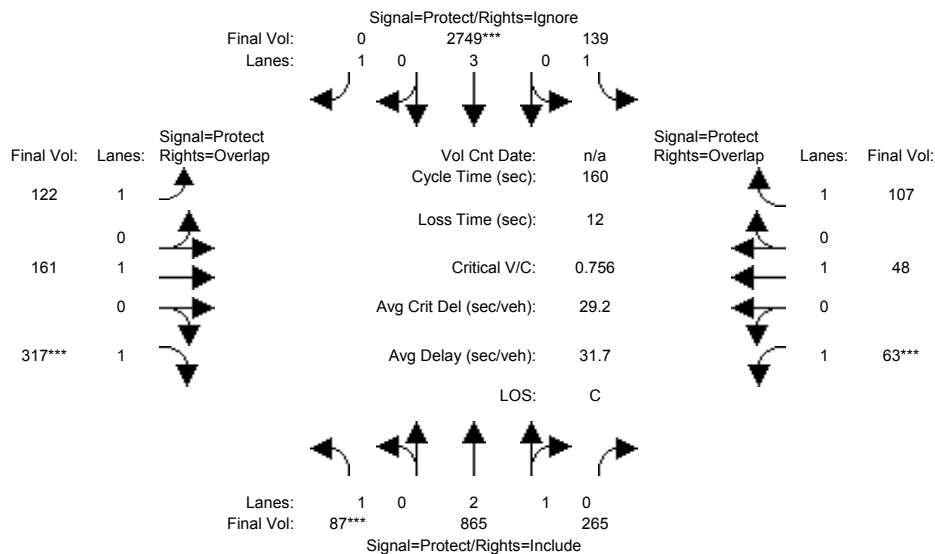 Signal=Protect/Rights=Ignore
Final Vol: 0 2749*** 139
Lanes: 1 0 3 0 1
Signal=Protect
Final Vol: Lanes: Rights=Overlap
Vol Cnt Date: n/a
Signal=Protect
Rights=Overlap Lanes: Final Vol:
Cycle Time (sec): 160
122 1
1 107
Loss Time (sec): 12
0
0
161 1
Critical V/C: 0.756
1 48
0
Avg Crit Del (sec/veh): 29.2
0
317*** 1
Avg Delay (sec/veh): 31.7
1 63***
LOS: C
Lanes: 1 0 2 1 0
Final Vol: 87*** 865 265
Signal=Protect/Rights=Include